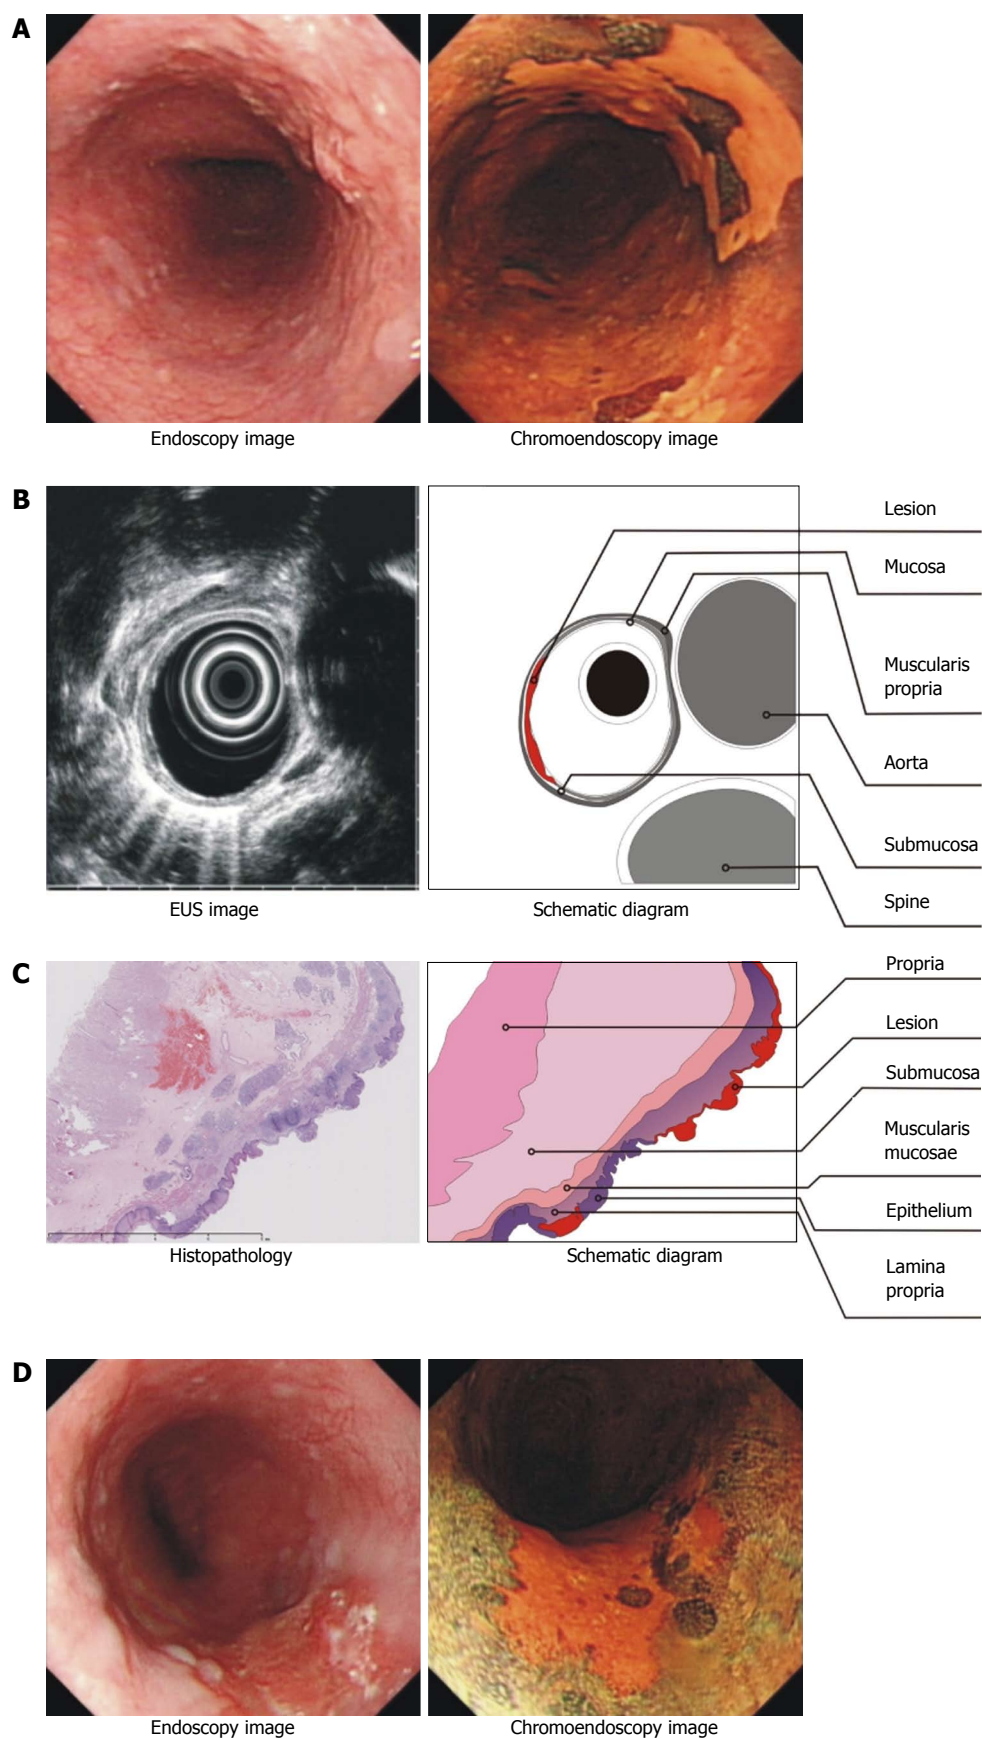 A
Endoscopy image
Chromoendoscopy image
B
Lesion
Mucosa
Muscularis
propria
Aorta
Submucosa
Spine
EUS image
Schematic diagram
C
Propria
Lesion
Submucosa
Muscularis
mucosae
Epithelium
Lamina
propria
Histopathology
Schematic diagram
D
Endoscopy image
Chromoendoscopy image